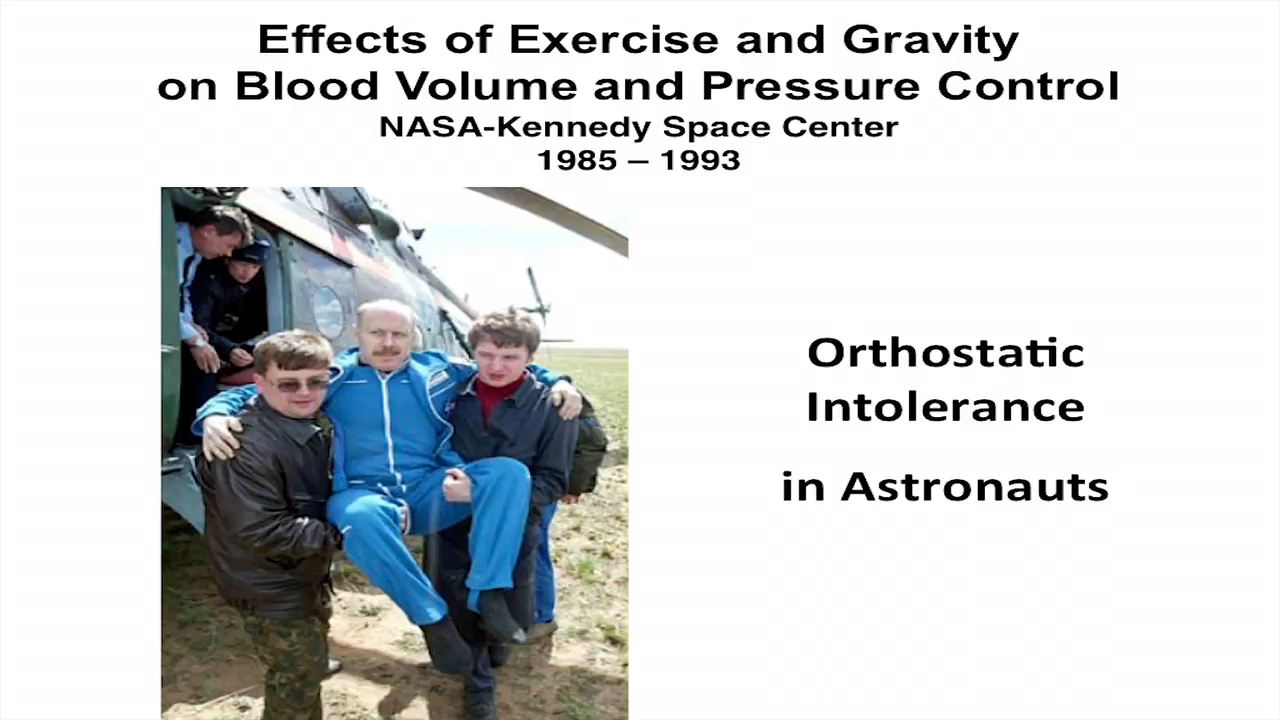 Effects of Exercise and Gravity
on Blood Volume and Pressure Control
NASA-Kennedy Space Center
1985 – 1993
Orthostatic
Intolerance
in Astronauts